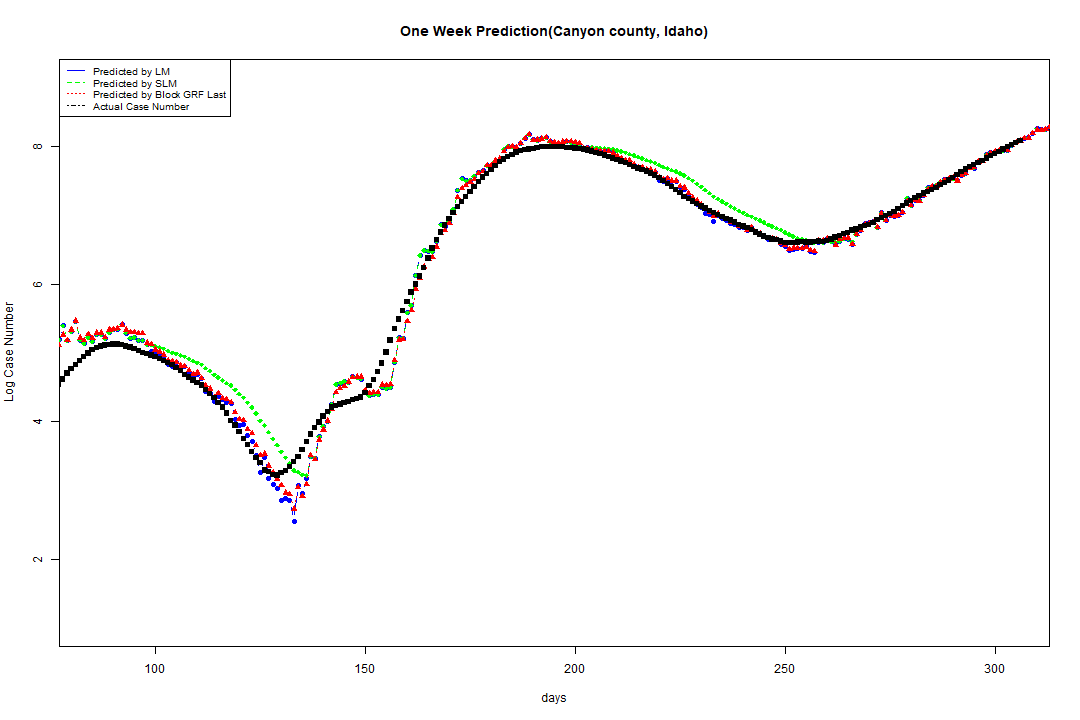 One Week Prediction(Canyon county, Idaho)
Predicted by LM
Predicted by SLM
Predicted by Block GRF Last
Actual Case Number
8
6
4
2
Log Case Number
100 150 200 250 300
days